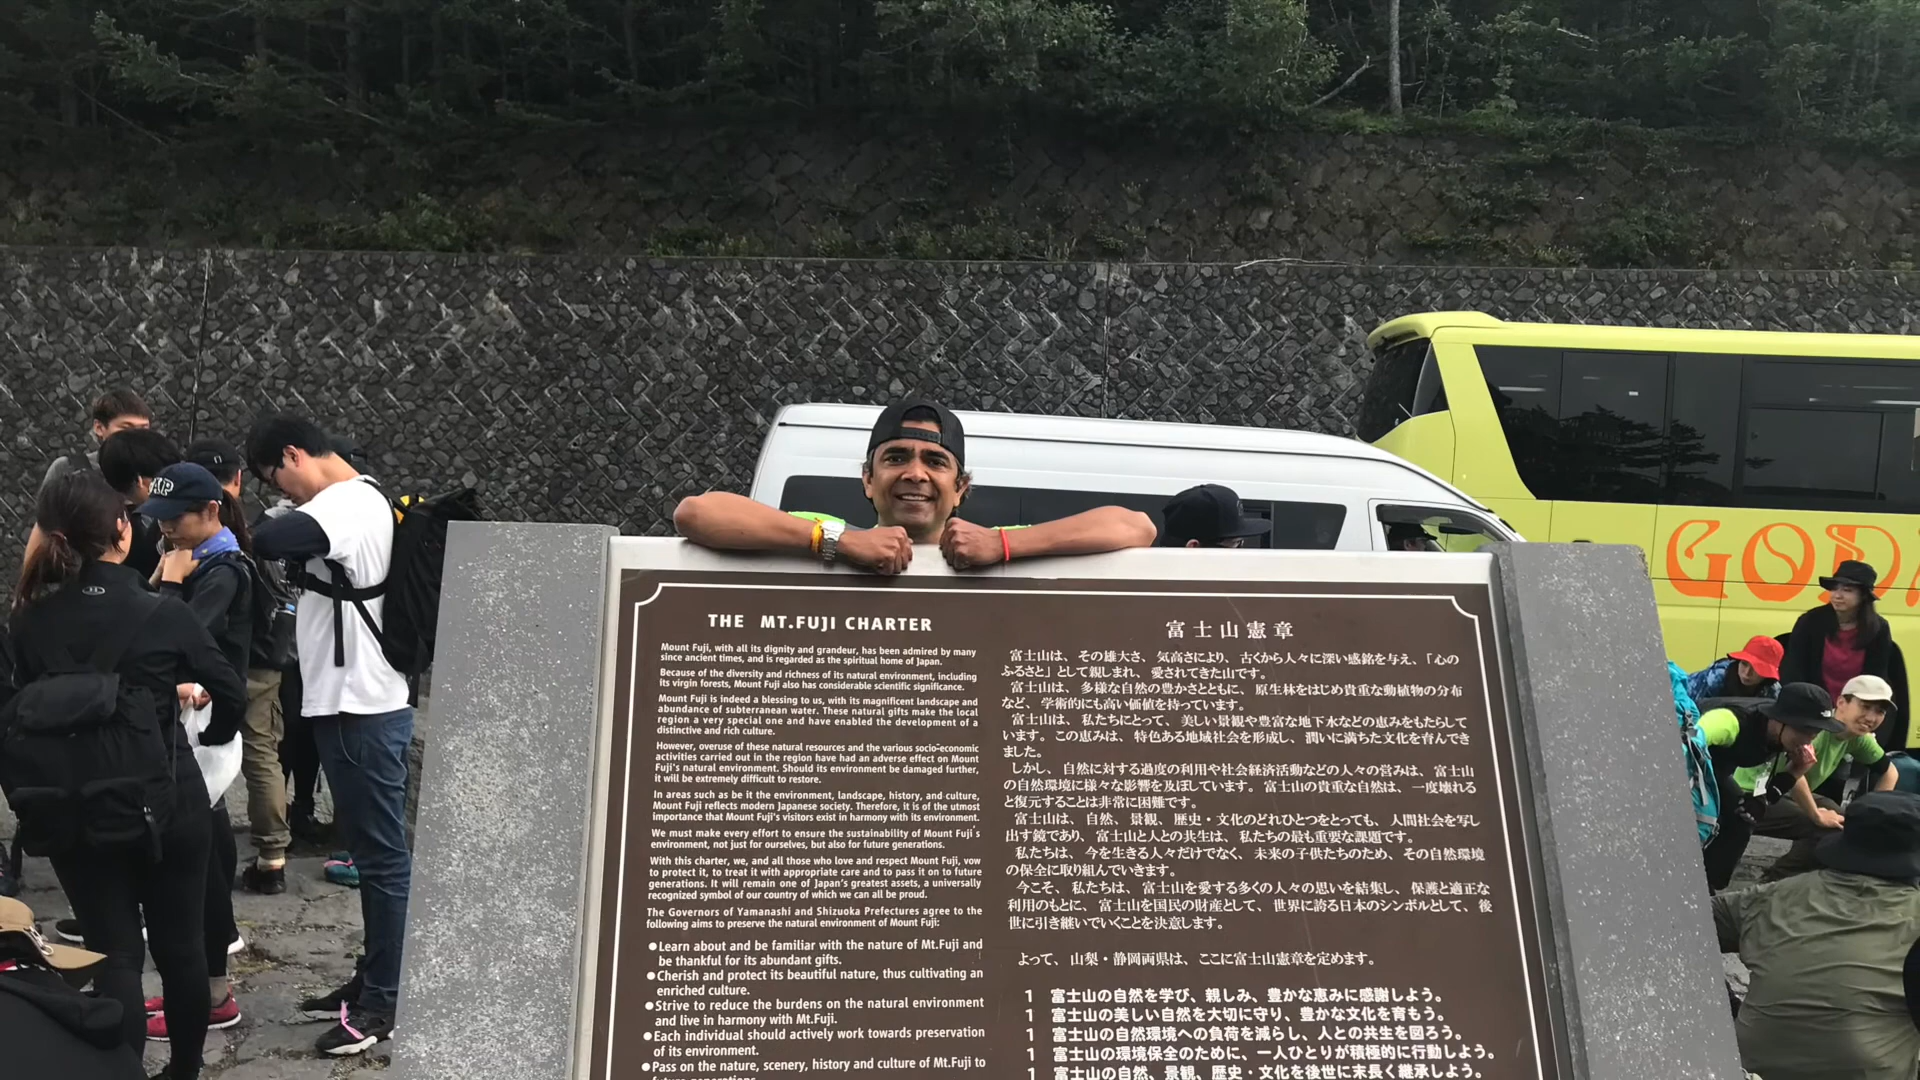 GODA
THE MT.FUJI CHARTER
Mount Fuji, with all its dignity and grandeur, has been admired by many
since ancient times, and is regarded as the spiritual home of Japan.
Because of the diversity and richness of its natural environment, including
its virgin forests, Mount Fuji also has considerable scientific significance.
Mount Fuji is indeed a blessing to us, with its magnificent landscape and
abundance of subterranean water. These natural gifts make the local
region a very special one and have enabled the development of a
distinctive and rich culture.
However, overuse of these natural resources and the various socio-economic
activities carried out in the region have had an adverse effect on Mount
Fuji's natural environment. Should its environment be damaged further,
it will be extremely difficult to restore.
In areas such as be it the environment, landscape, history, and culture,
Mount Fuji reflects modern Japanese society. Therefore, it is of the utmost
importance that Mount Fuji's visitors exist in harmony with its environment.
We must make every effort to ensure the sustainability of Mount Fuji's
environment, not just for ourselves, but also for future generations.
With this charter, we, and all those who love and respect Mount Fuji, vow
to protect it, to treat it with appropriate care and to pass it on to future
generations. It will remain one of Japan's greatest assets, a universally
recognized symbol of our country of which we can all be proud.
The Governors of Yamanashi and Shizuoka Prefectures agree to the
following aims to preserve the natural environment of Mount Fuji:
●Learn about and be familiar with the nature of Mt.Fuji and
be thankful for its abundant gifts.
●Cherish and protect its beautiful nature, thus cultivating an
enriched culture.
●Strive to reduce the burdens on the natural environment
and live in harmony with Mt.Fuji.
●Each individual should actively work towards preservation
of its environment.
●Pass on the nature, scenery, history and culture of Mt.Fuji to
future generations.
富士山憲章
富士山は、その雄大さ、気高さにより、古くから人々に深い感銘を与え、「心の
ふるさと」として親しまれ、愛されてきた山です。
富士山は、多様な自然の豊かさとともに、原生林をはじめ貴重な動植物の分布
など、学術的にも高い価値を持っています。
富士山は、私たちにとって、美しい景観や豊富な地下水などの恵みをもたらして
います。この恵みは、特色ある地域社会を形成し、潤いに満ちた文化を育んでき
ました。
しかし、自然に対する過度の利用や社会経済活動などの人々の営みは、富士山
の自然環境に様々な影響を及ぼしています。富士山の貴重な自然は、一度壊れる
と復元することは非常に困難です。
富士山は、自然、景観、歴史・文化のどれひとつをとっても、人間社会を写し
出す鏡であり、富士山と人との共生は、私たちの最も重要な課題です。
私たちは、今を生きる人々だけでなく、未来の子供たちのため、その自然環境
の保全に取り組んでいきます。
今こそ、私たちは、富士山を愛する多くの人々の思いを結集し、保護と適正な
利用のもとに、富士山を国民の財産として、世界に誇る日本のシンボルとして、後
世に引き継いでいくことを決意します。
よって、山梨・静岡両県は、ここに富士山憲章を定めます。
1 富士山の自然を学び、親しみ、豊かな恵みに感謝しよう。
1 富士山の美しい自然を大切に守り、豊かな文化を育もう。
1 富士山の自然環境への負荷を減らし、人との共生を図ろう。
1 富士山の環境保全のために、一人ひとりが積極的に行動しよう。
1 富士山の自然、景観、歴史・文化を後世に末長く継承しよう。